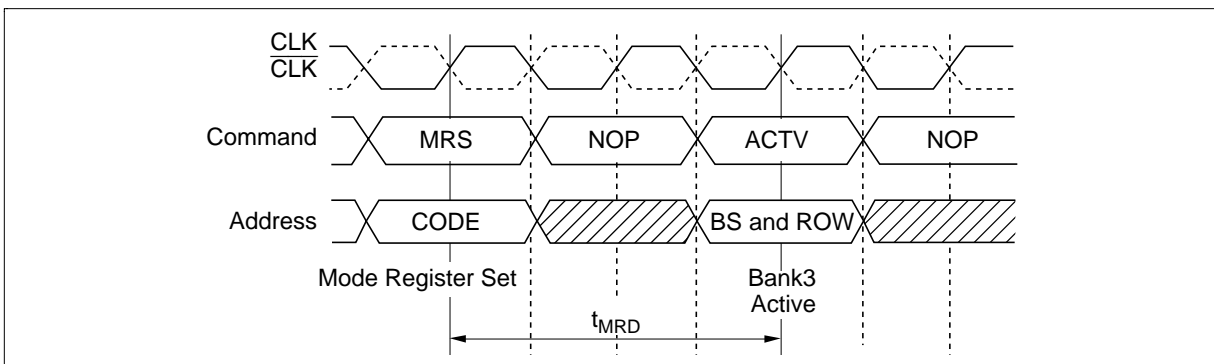 CLK
CLK
Command MRS NOP ACTV NOP
Address CODE BS and ROW
Mode Register Set Bank3
Active
tMRD